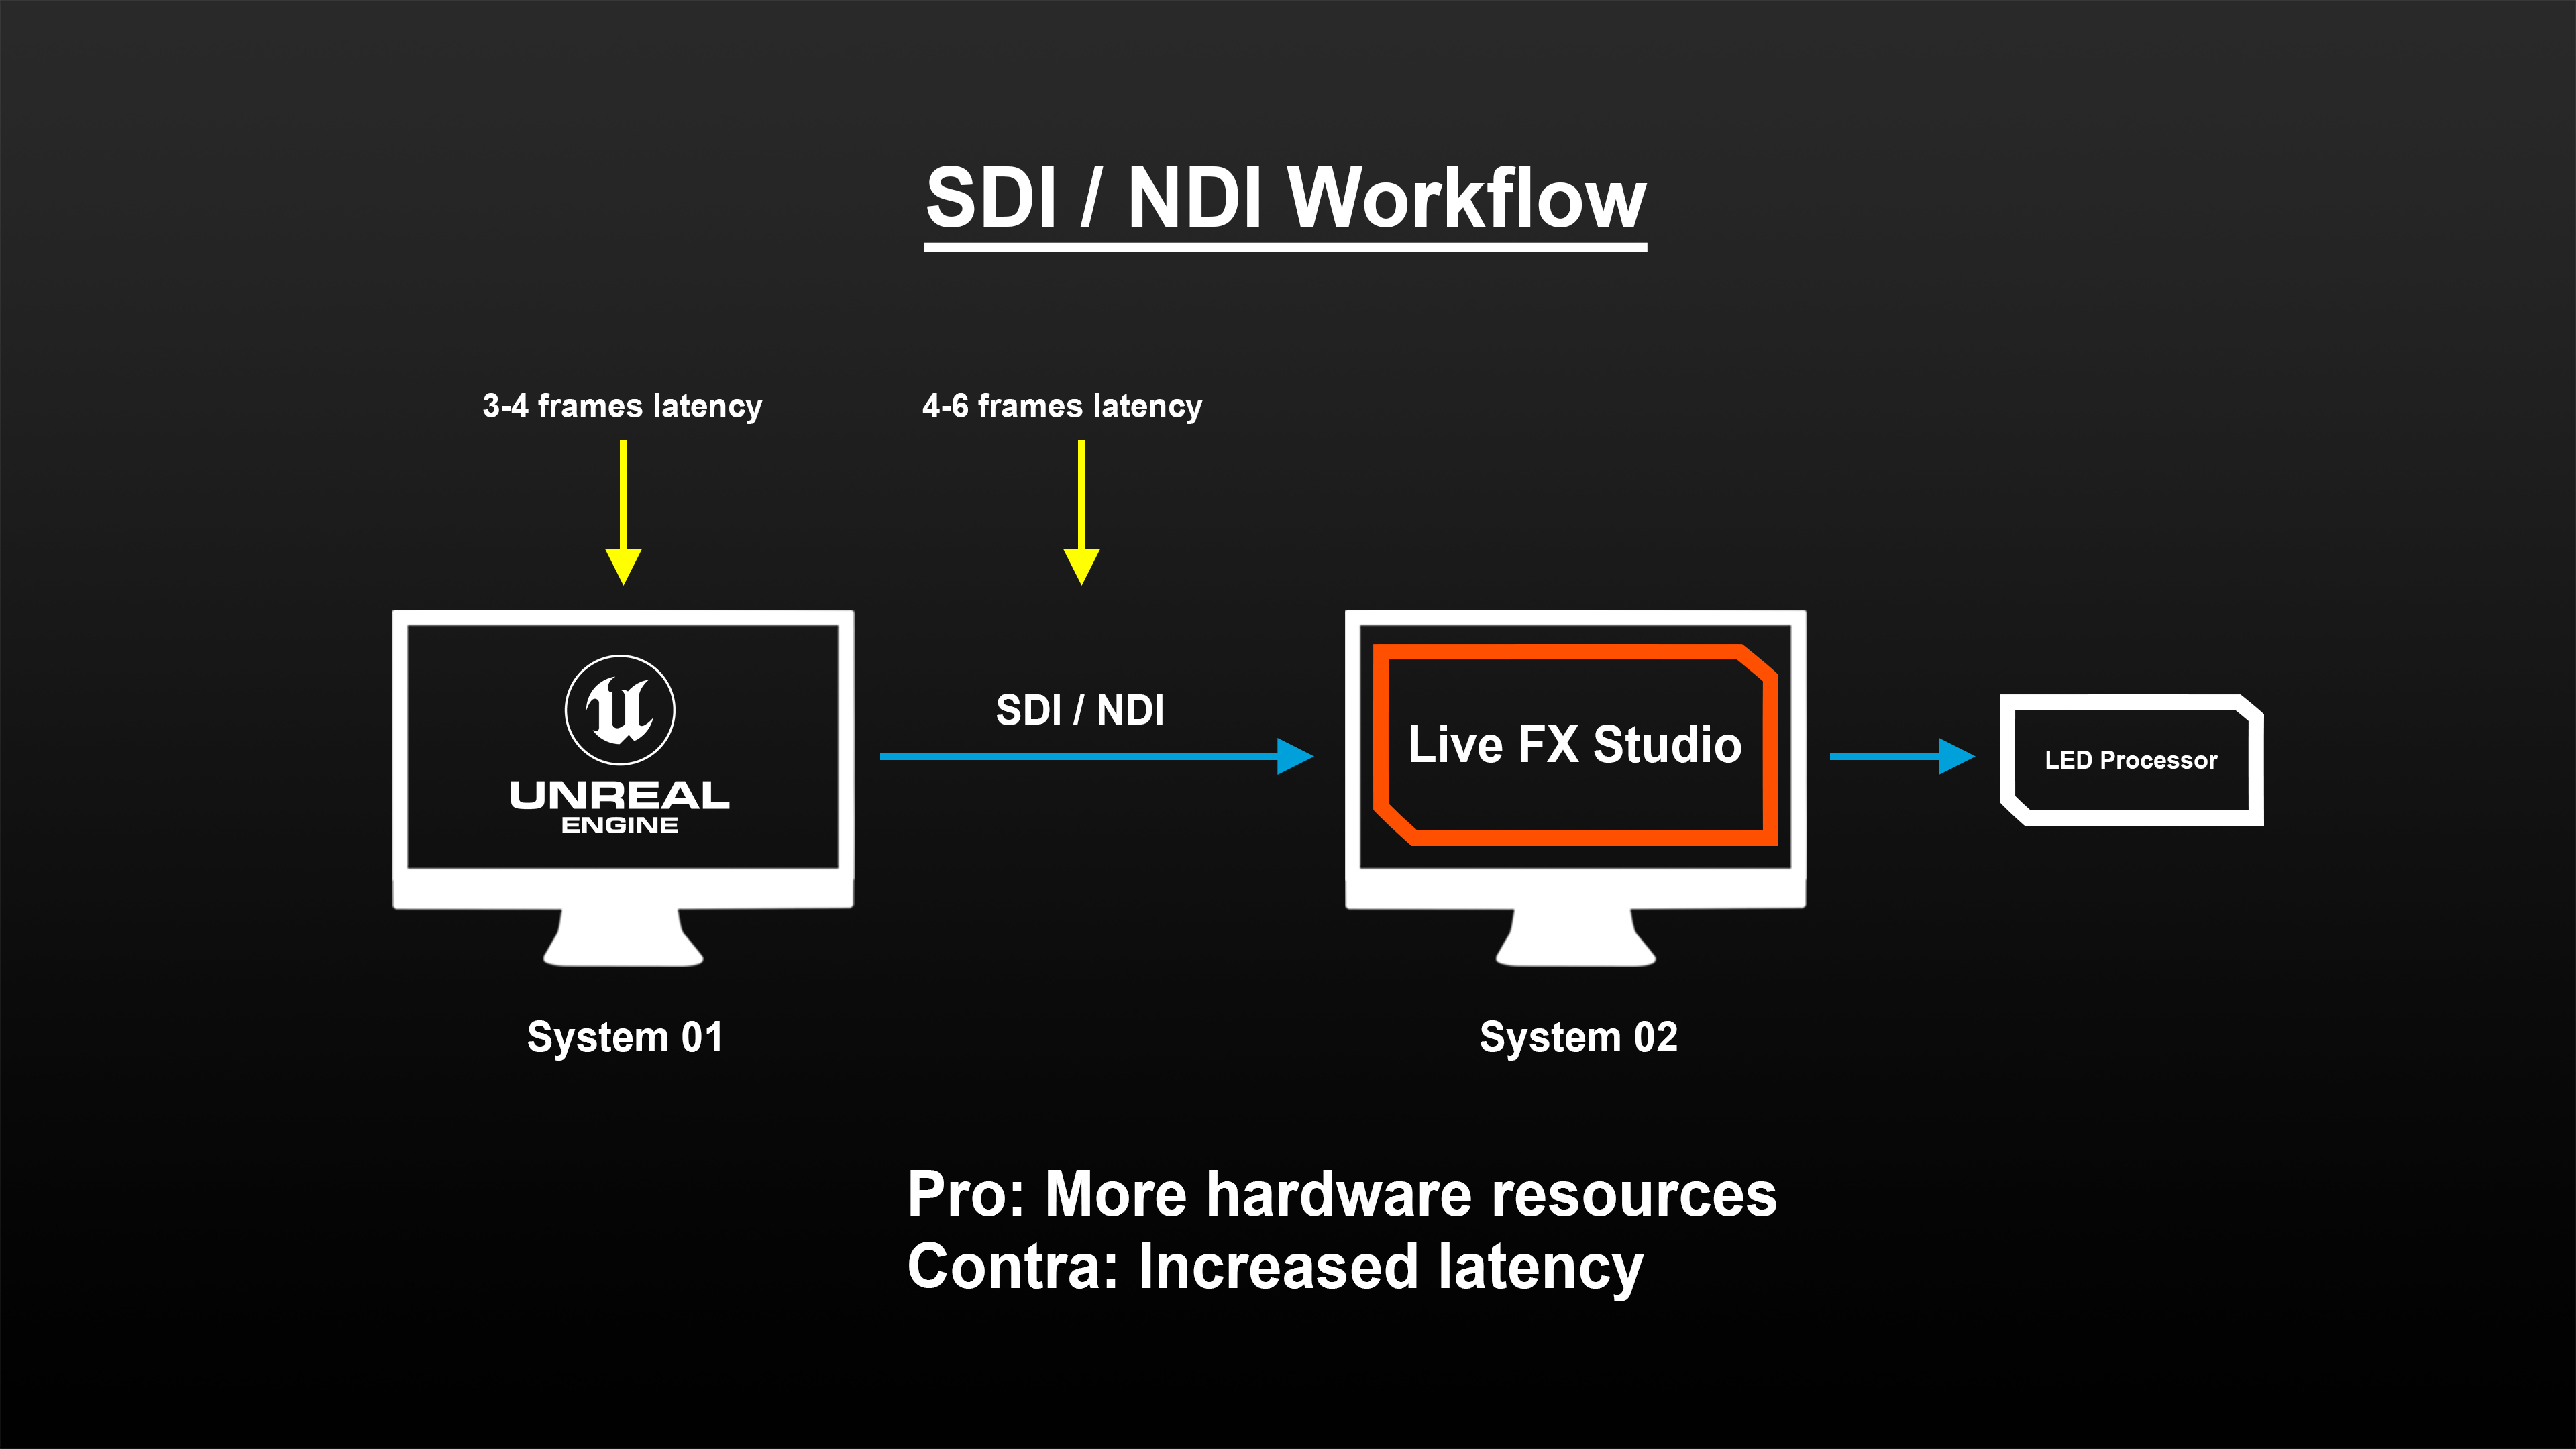 SDI / NDI Workflow
3-4 frames latency
4-6 frames latency
UNREAL
ENGINE
SDI / NDI
Live FX Studio
LED Processor
System 01
System 02
Pro: More hardware resources
Contra: Increased latency